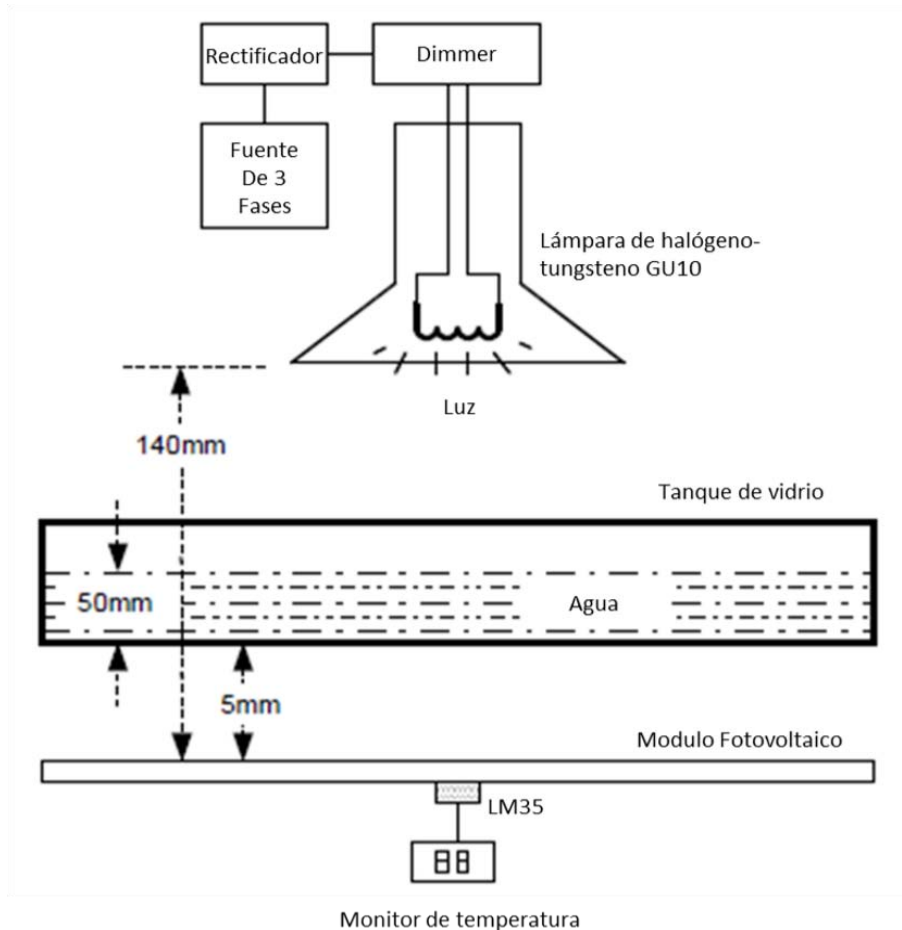 Rectificador
Dimmer
Fuente
De 3
Fases
Lámpara de halógeno-
tungsteno GU10
Luz
140mm
Tanque de vidrio
50mm
Agua
5mm
Modulo Fotovoltaico
LM35
88
Monitor de temperatura